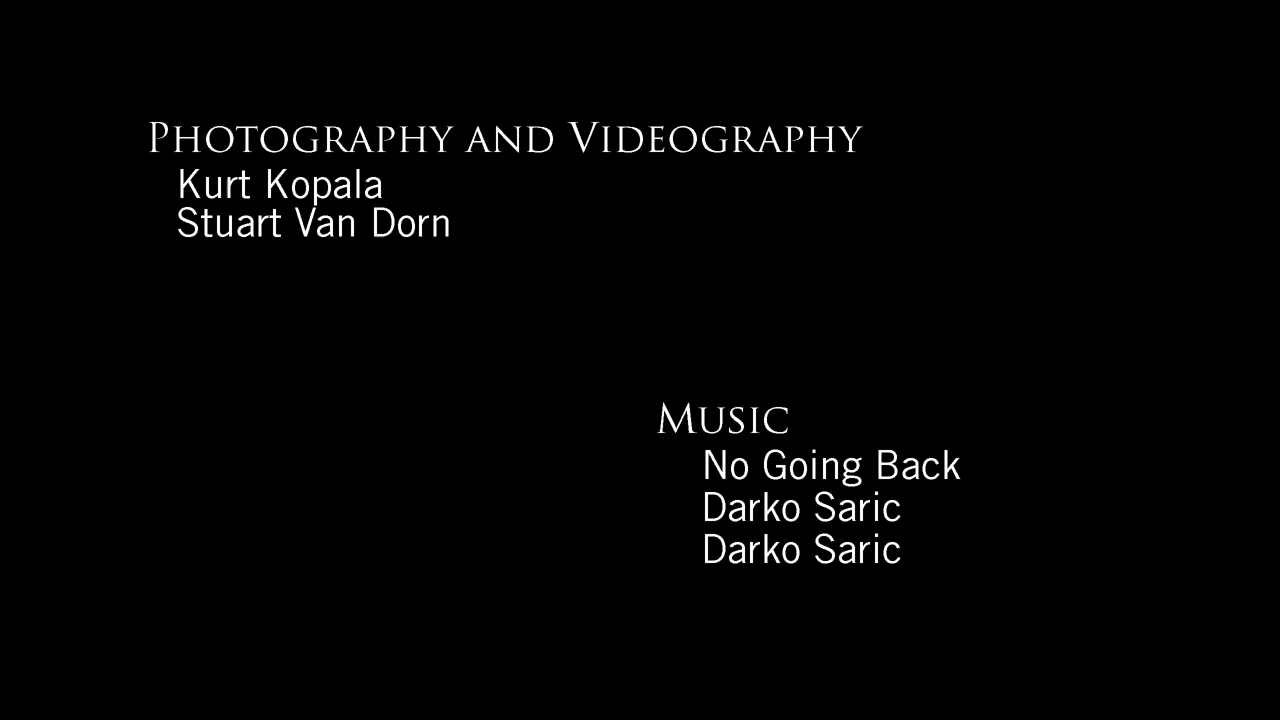 Photography and Videography
Kurt Kopala
Stuart Van Dorn
Music
No Going Back
Darko Saric
Darko Saric